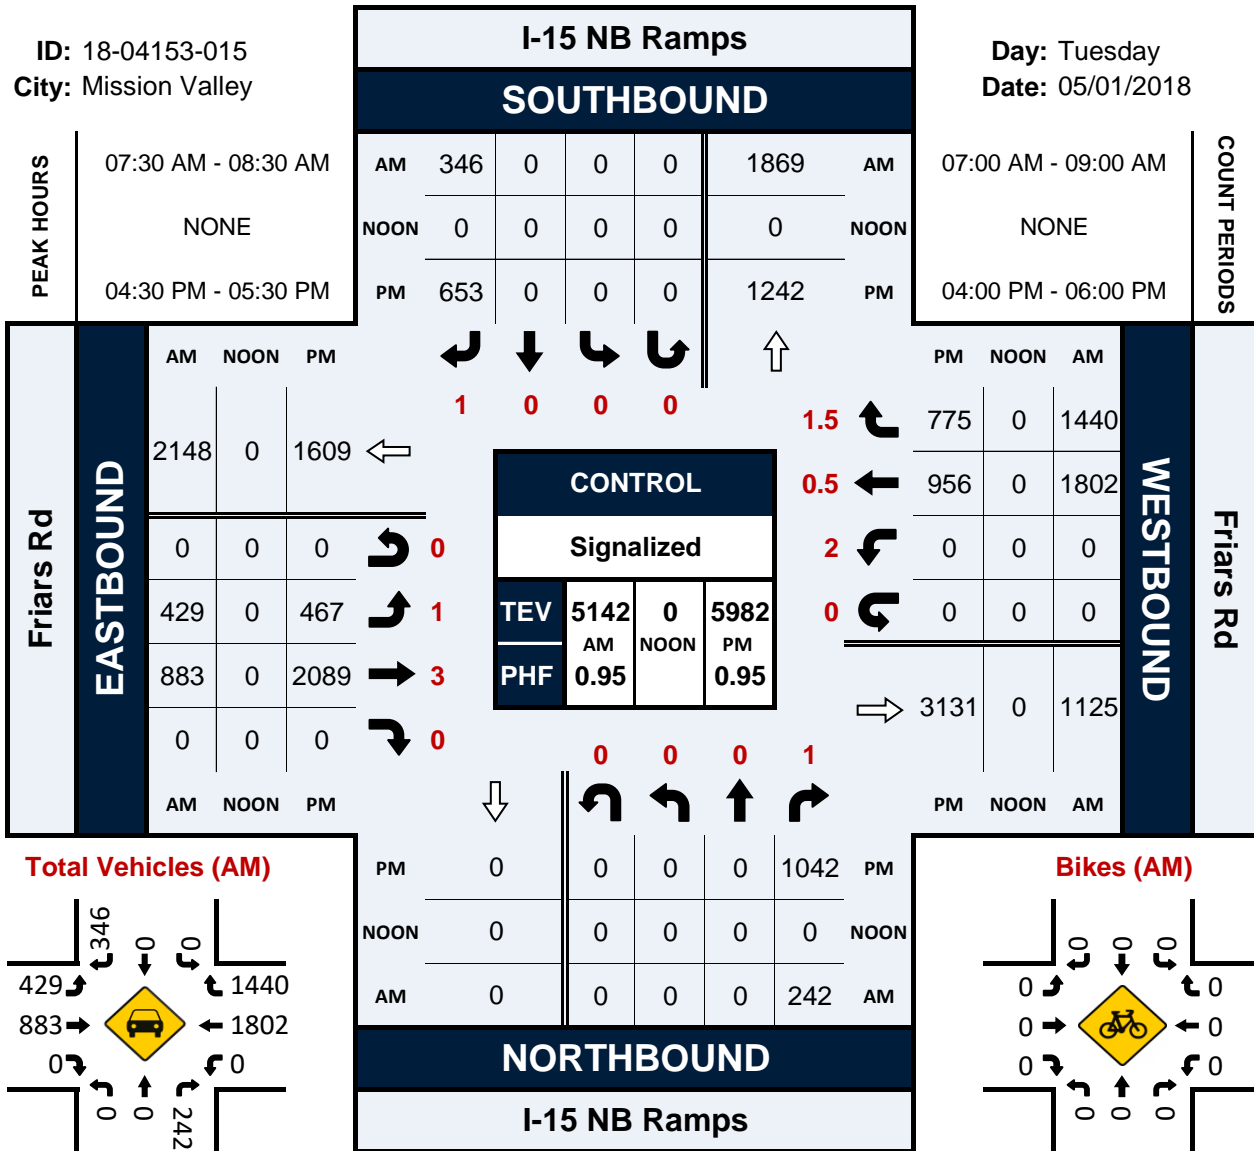 I-15 NB Ramps
ID: 18-04153-015
City: Mission Valley
Day: Tuesday
Date: 05/01/2018
SOUTHBOUND
PEAK HOURS
07:30 AM - 08:30 AM
NONE
04:30 PM - 05:30 PM
AM 346 0 0 0 1869 AM
NOON 0 0 0 0 0 NOON
PM 653 0 0 0 1242 PM
07:00 AM - 09:00 AM
NONE
04:00 PM - 06:00 PM
COUNT PERIODS
1 0 0 0
Friars Rd
EASTBOUND
AM NOON PM
2148 0 1609
0 0 0 0
429 0 467 1
883 0 2089 3
0 0 0 0
AM NOON PM
CONTROL
Signalized
TEV 5142 0 5982
AM NOON PM
PHF 0.95 0.95
PM NOON AM
1.5 775 0 1440
0.5 956 0 1802
2 0 0 0
0 0 0 0
3131 0 1125
PM NOON AM
WESTBOUND
Friars Rd
0 0 0 1
PM 0 0 0 0 1042 PM
NOON 0 0 0 0 0 NOON
AM 0 0 0 0 242 AM
NORTHBOUND
I-15 NB Ramps
Total Vehicles (AM)
346 0 0
429 1440
883 1802
0 0
0 0 242
Bikes (AM)
0 0 0
0 0
0 0
0 0
0 0 0